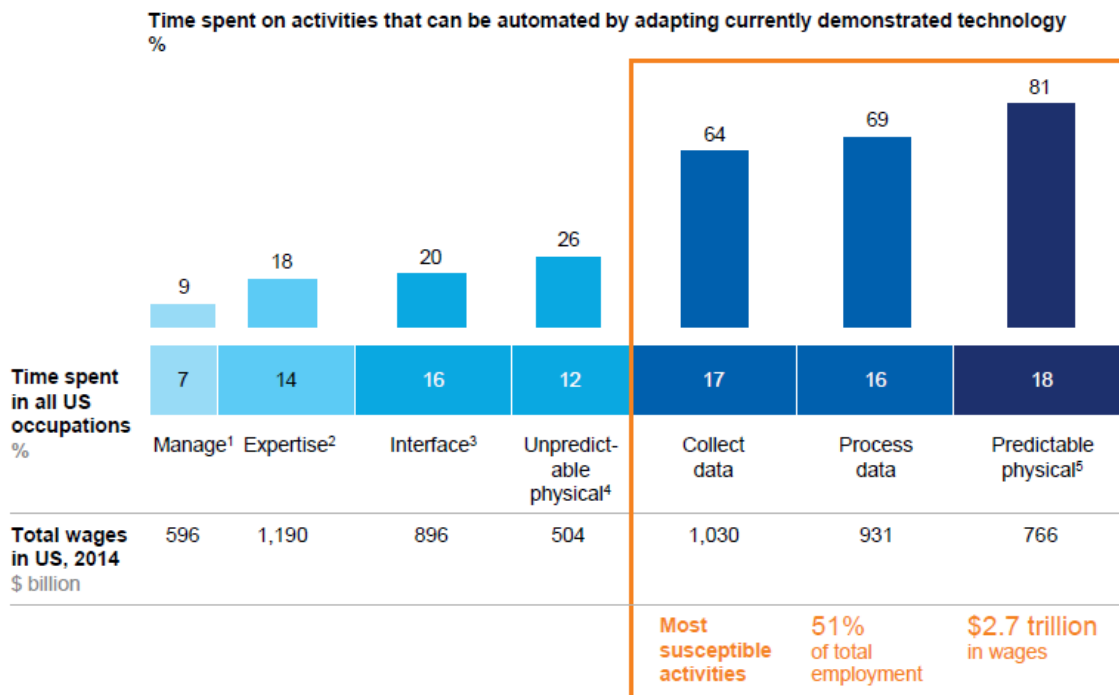 Time spent on activities that can be automated by adapting currently demonstrated technology
%
81
69
64
26
20
18
9
Time spent
in all US
occupations
%
7 14 16 12 17 16 18
Manage¹ Expertise² Interface³ Unpredict-
able
physical⁴
Collect
data
Process
data
Predictable
physical⁵
Total wages
in US, 2014
$ billion
596 1,190 896 504 1,030 931 766
Most
susceptible
activities
51%
of total
employment
$2.7 trillion
in wages